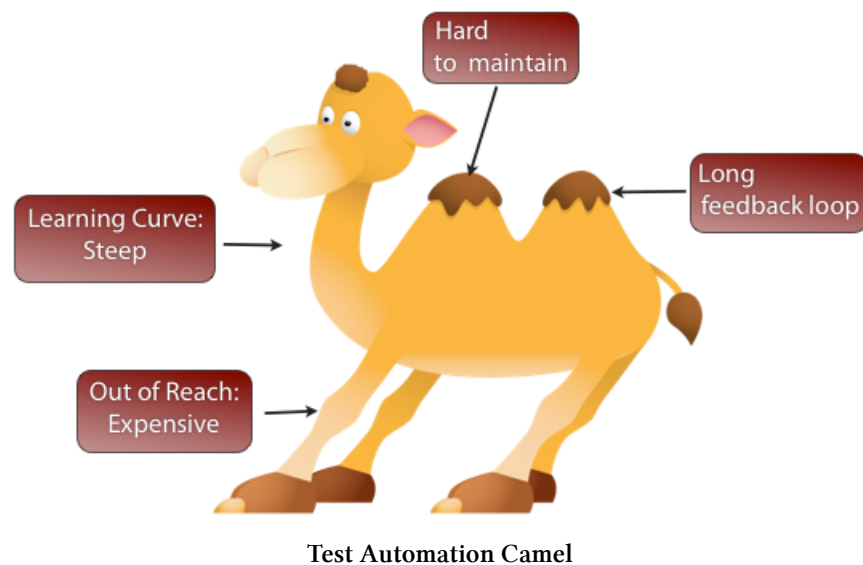 Hard
to maintain
Long
feedback loop
Learning Curve:
Steep
Out of Reach:
Expensive
Test Automation Camel